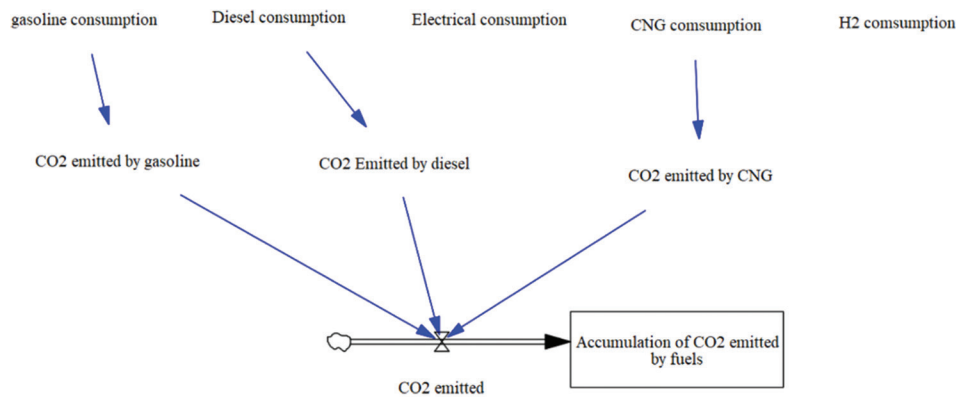 gasoline consumption
Diesel consumption
Electrical consumption
CNG comsumption
H2 comsumption
CO2 emitted by gasoline
CO2 Emitted by diesel
CO2 emitted by CNG
Accumulation of CO2 emitted
by fuels
CO2 emitted